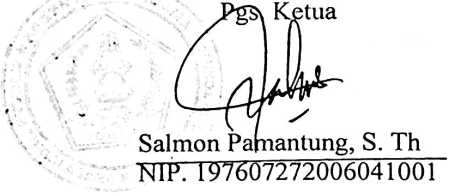 Pgs. Ketua
Salmon Pamantung, S. Th
NIP. 197607272006041001